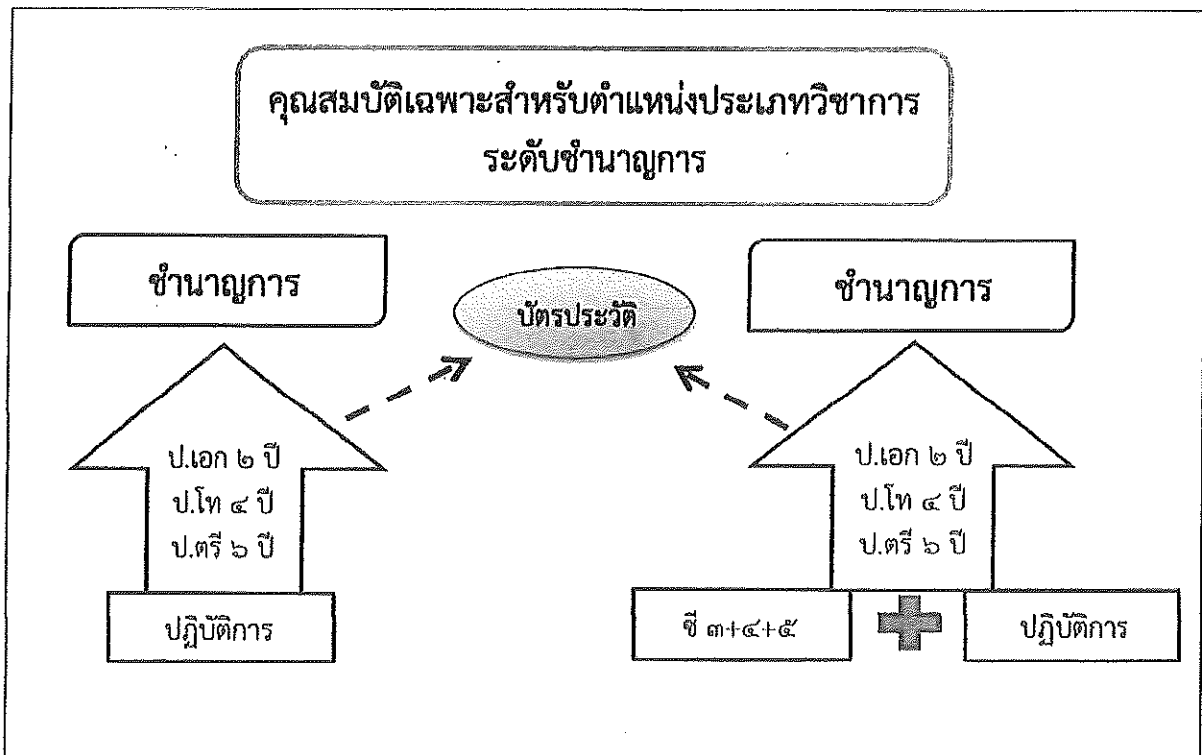 คุณสมบัติเฉพาะสำหรับตำแหน่งประเภทวิชาการ
ระดับชำนาญการ
ชำนาญการ
บัตรประวัติ
ชำนาญการ
ป.เอก ๒ ปี
ป.โท ๔ ปี
ป.ตรี ๖ ปี
ปฏิบัติการ
ป.เอก ๒ ปี
ป.โท ๔ ปี
ป.ตรี ๖ ปี
ซี ๓+๔+๕
ปฏิบัติการ